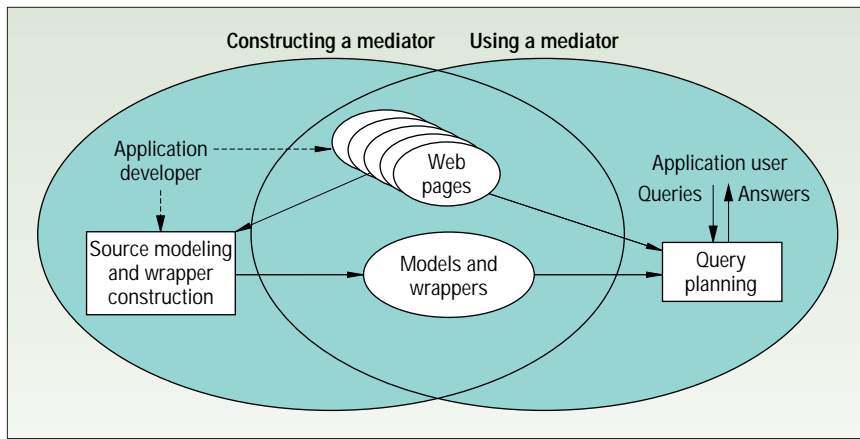 Constructing a mediator
Using a mediator
Application
developer
Web
pages
Application user
Queries
Answers
Source modeling
and wrapper
construction
Models and
wrappers
Query
planning